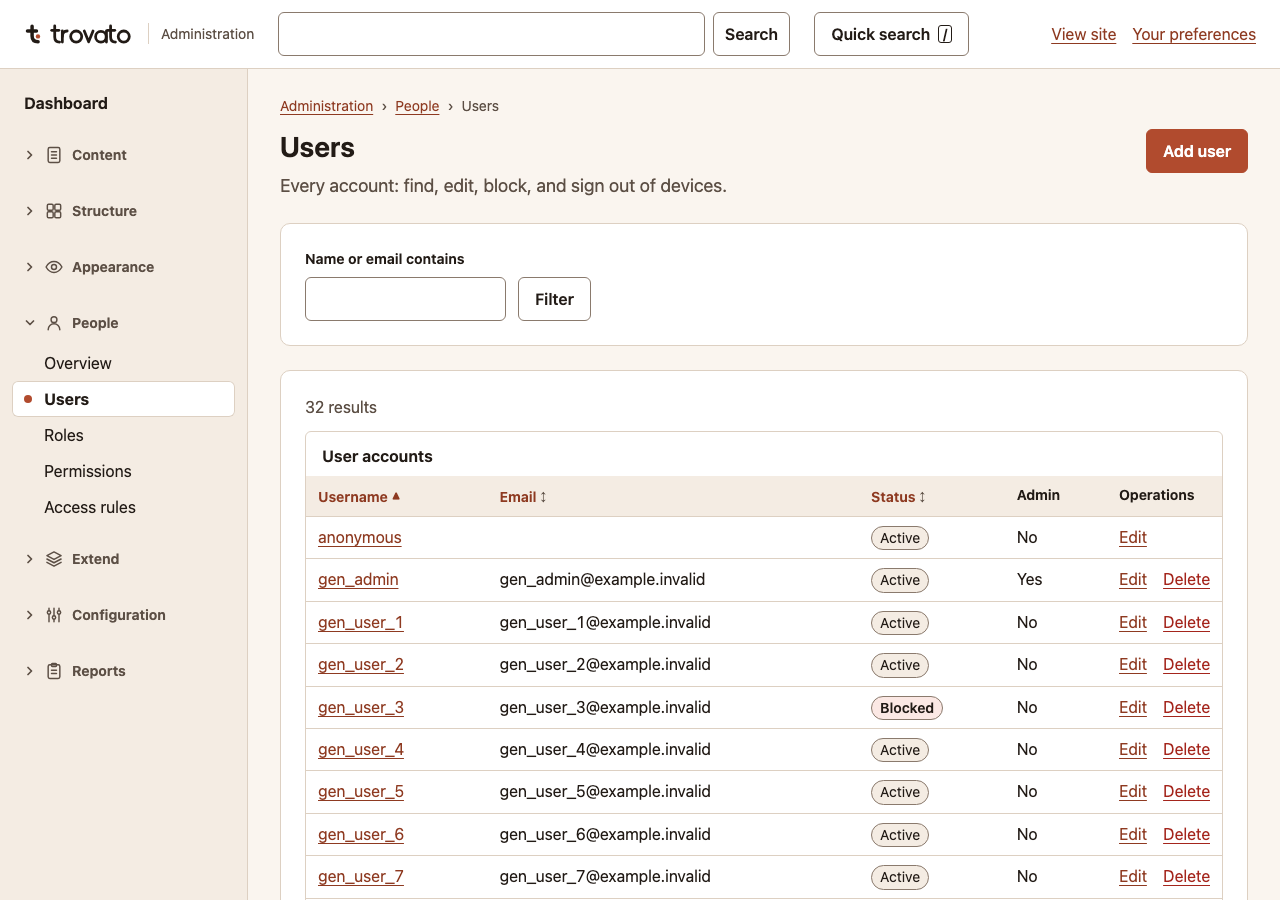 trovato Administration Search Quick search / View site Your preferences
Dashboard
Content
Structure
Appearance
People
Overview
Users
Roles
Permissions
Access rules
Extend
Configuration
Reports
Administration › People › Users
Users
Add user
Every account: find, edit, block, and sign out of devices.
Name or email contains
Filter
32 results
User accounts
Username ▲ Email ↕ Status ↕ Admin Operations
anonymous Active No Edit
gen_admin gen_admin@example.invalid Active Yes Edit Delete
gen_user_1 gen_user_1@example.invalid Active No Edit Delete
gen_user_2 gen_user_2@example.invalid Active No Edit Delete
gen_user_3 gen_user_3@example.invalid Blocked No Edit Delete
gen_user_4 gen_user_4@example.invalid Active No Edit Delete
gen_user_5 gen_user_5@example.invalid Active No Edit Delete
gen_user_6 gen_user_6@example.invalid Active No Edit Delete
gen_user_7 gen_user_7@example.invalid Active No Edit Delete